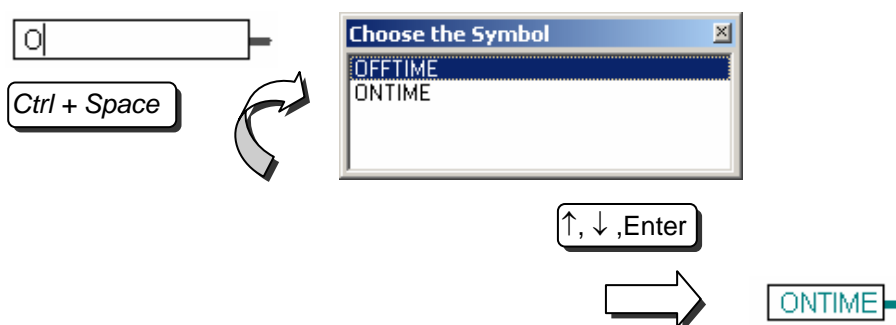 O
Ctrl + Space
Choose the Symbol
OFFTIME
ONTIME
↑, ↓ ,Enter
ONTIME